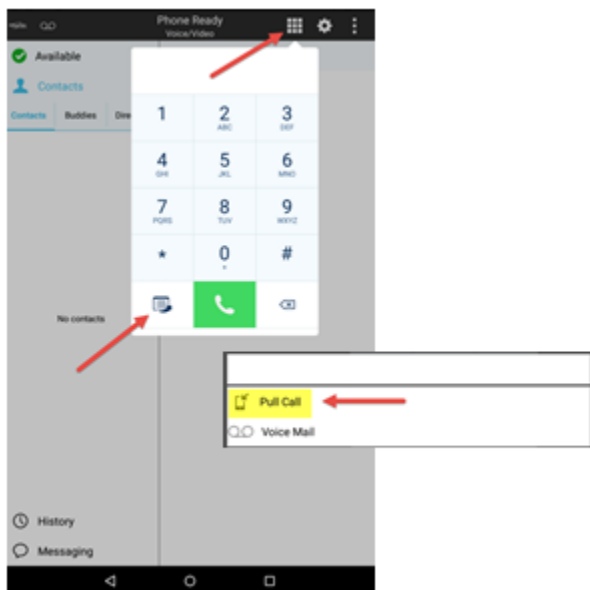 Phone Ready
Voice/Video
Available
Contacts
Contacts Buddies Dire
1 2 3
ABC DEF
4 5 6
GHI JKL MNO
7 8 9
PQRS TUV WXYZ
* 0 #
+
No contacts
Pull Call
Voice Mail
History
Messaging